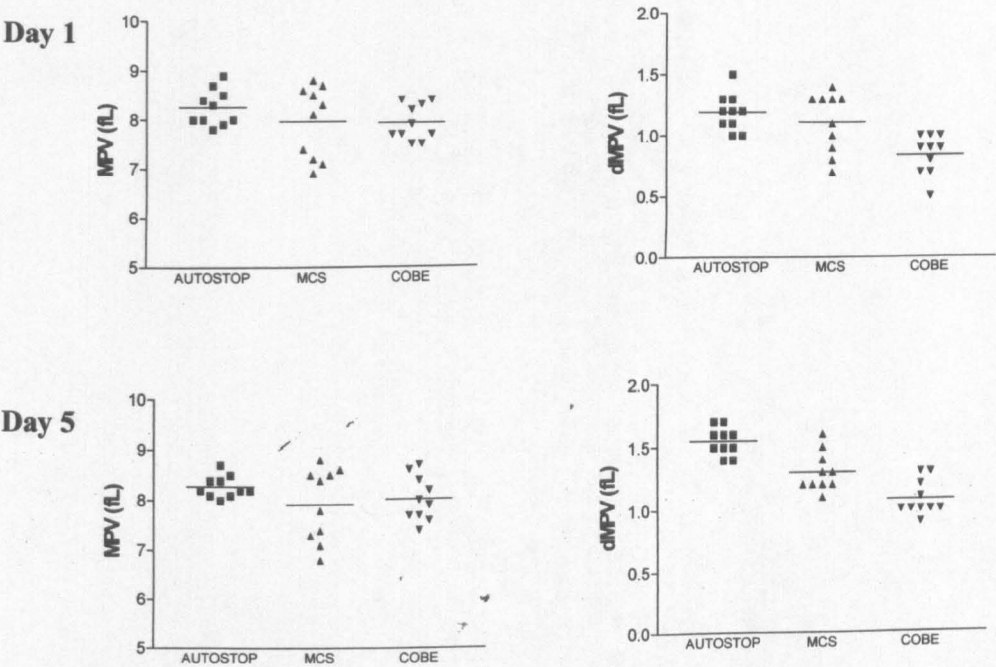 Day 1
MPV (fL)
10
9
8
7
6
5
AUTOSTOP MCS COBE
dMPV (fL)
2.0
1.5
1.0
0.5
0.0
AUTOSTOP MCS COBE
Day 5
MPV (fL)
10
9
8
7
6
5
AUTOSTOP MCS COBE
dMPV (fL)
2.0
1.5
1.0
0.5
0.0
AUTOSTOP MCS COBE